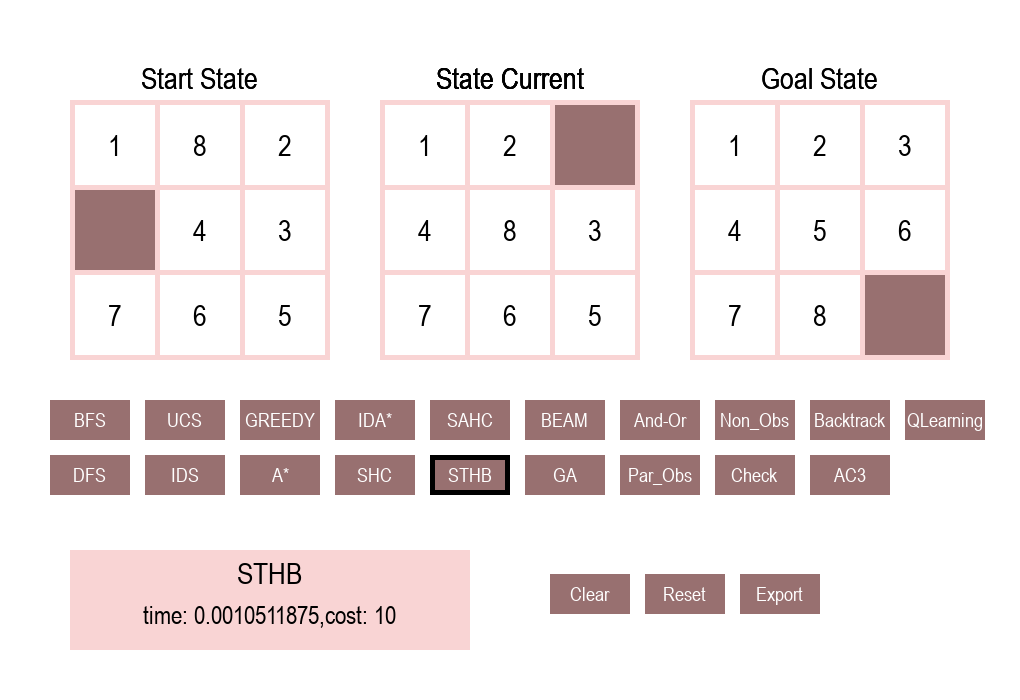 Start State State Current Goal State
1 8 2 1 2 1 2 3
4 3 4 8 3 4 5 6
7 6 5 7 6 5 7 8
BFS UCS GREEDY IDA* SAHC BEAM And-Or Non_Obs Backtrack QLearning
DFS IDS A* SHC STHB GA Par_Obs Check AC3
STHB
time: 0.0010511875,cost: 10
Clear Reset Export